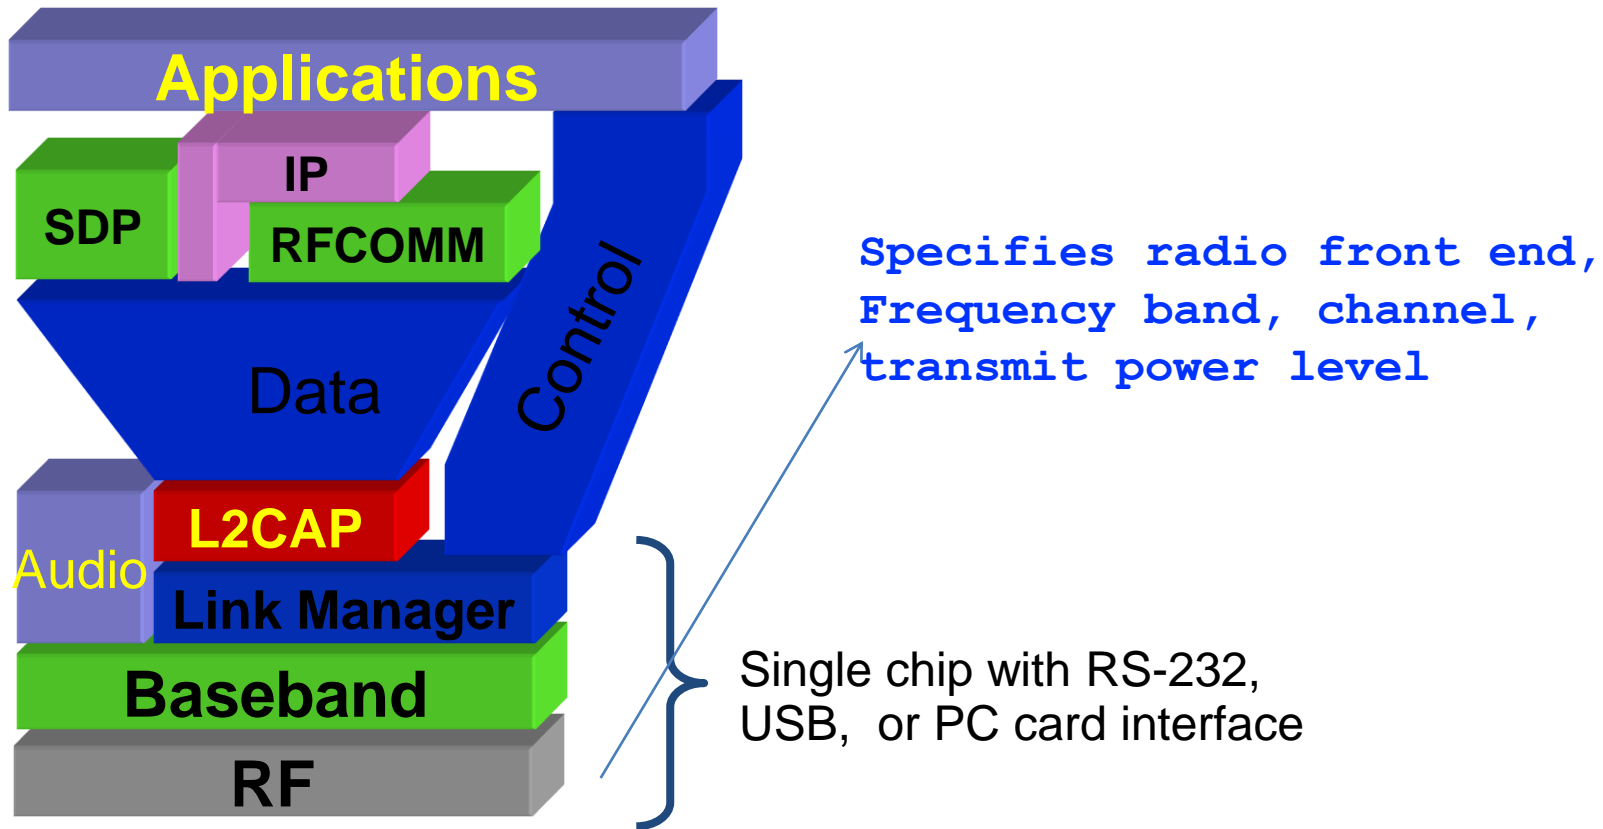 Applications
IP
SDP
RFCOMM
Control
Data
L2CAP
Audio
Link Manager
Baseband
RF
Specifies radio front end,
Frequency band, channel,
transmit power level
Single chip with RS-232,
USB, or PC card interface